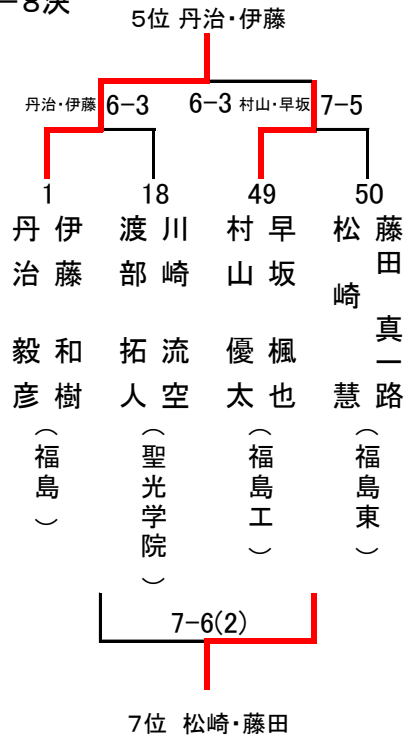 －8決
5位 丹治・伊藤
丹治・伊藤 6-3 6-3 村山・早坂 7-5
1 18 49 50
丹治 毅彦 伊藤 和樹 （福島）
渡部 拓人 川崎 流空 （聖光学院）
村山 優太 早坂 楓也 （福島工）
松崎 慧 藤田 真一路 （福島東）
7-6(2)
7位 松崎・藤田